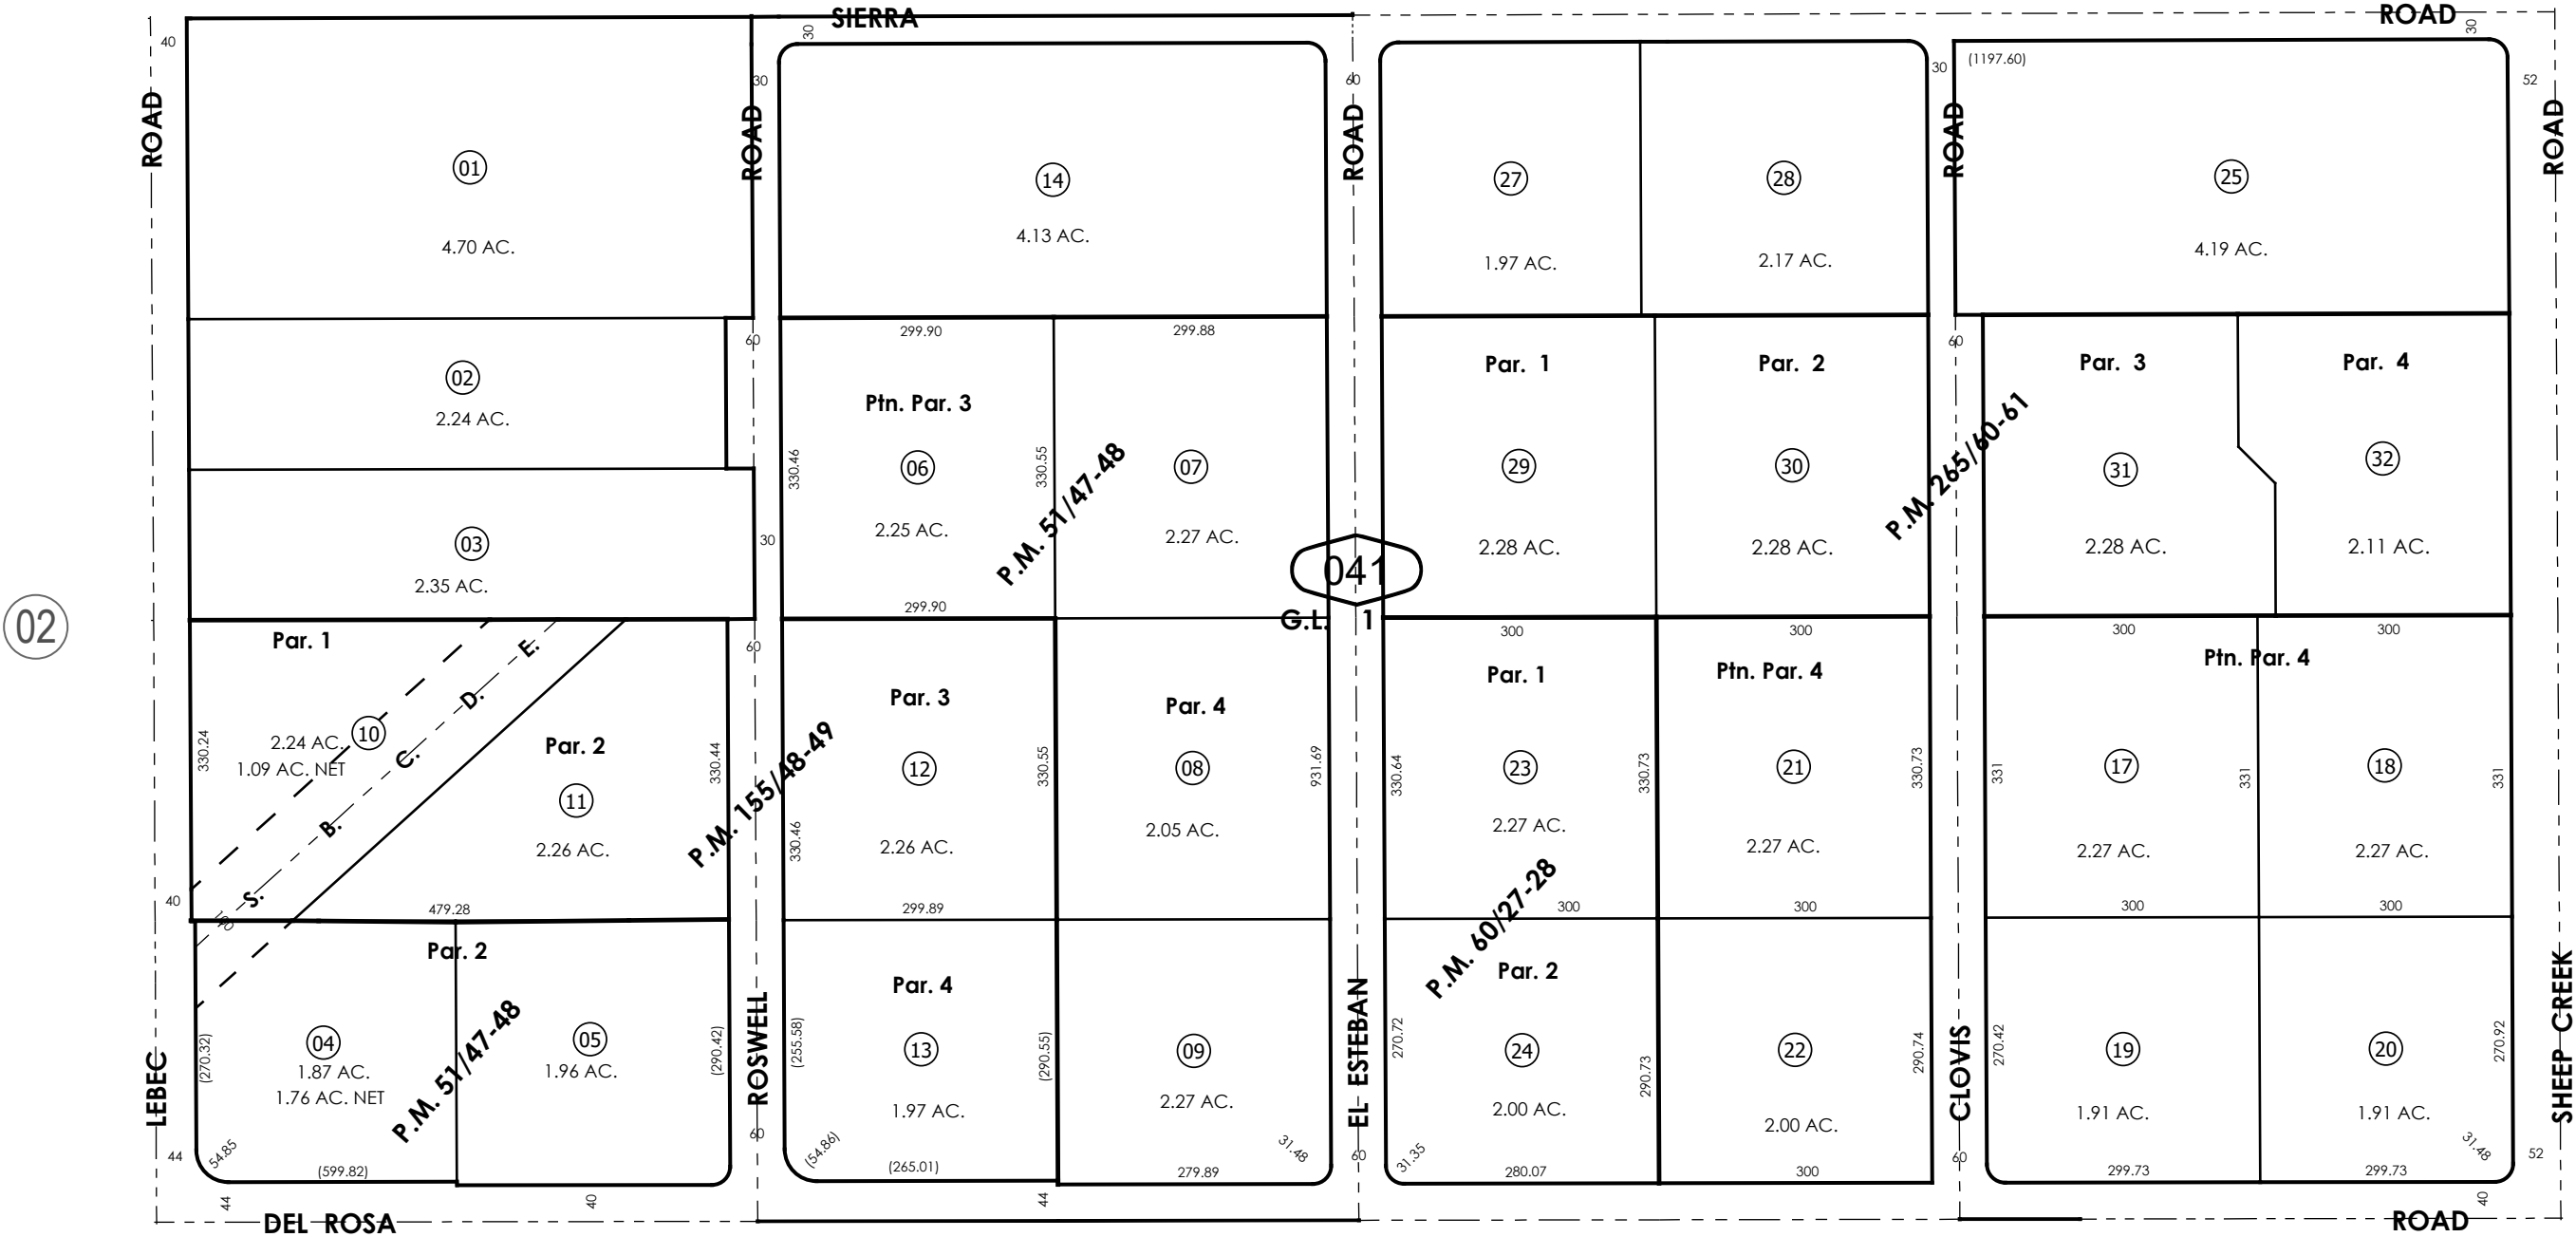 SIERRA ROAD
40
30
30
60
30
(1197.60)
30
52
ROAD
ROAD
ROAD
ROAD
ROAD
01
4.70 AC.
14
4.13 AC.
27
1.97 AC.
28
2.17 AC.
25
4.19 AC.
02
2.24 AC.
60
299.90
299.88
Ptn. Par. 3
330.46
06
2.25 AC.
330.55
P.M. 51/47-48
07
2.27 AC.
299.90
Par. 1
29
2.28 AC.
Par. 2
30
2.28 AC.
60
P.M. 265/60-61
Par. 3
31
2.28 AC.
Par. 4
32
2.11 AC.
03
2.35 AC.
30
041
G.L. 1
02
Par. 1
330.24
10
2.24 AC.
1.09 AC. NET
S. B. C. D. E.
40
Par. 2
11
2.26 AC.
330.44
479.28
60
P.M. 155/48-49
Par. 3
12
2.26 AC.
330.46
330.55
299.89
Par. 4
08
2.05 AC.
931.69
300
Par. 1
330.64
23
2.27 AC.
330.73
300
P.M. 60/27-28
300
Ptn. Par. 4
21
2.27 AC.
330.73
300
300
300
Ptn. Par. 4
331
17
2.27 AC.
331
18
2.27 AC.
331
300
300
Par. 2
(270.32)
04
1.87 AC.
1.76 AC. NET
P.M. 51/47-48
05
1.96 AC.
(290.42)
54.85
(599.82)
Par. 4
(255.58)
13
1.97 AC.
(290.55)
(54.86)
(265.01)
09
2.27 AC.
31.48
279.89
Par. 2
270.72
24
2.00 AC.
290.73
31.35
280.07
22
2.00 AC.
290.74
300
270.42
19
1.91 AC.
299.73
20
1.91 AC.
270.92
31.48
299.73
LEBEC
ROSWELL
EL ESTEBAN
CLOVIS
SHEEP CREEK
44
60
60
60
52
44
40
44
40
DEL ROSA ROAD